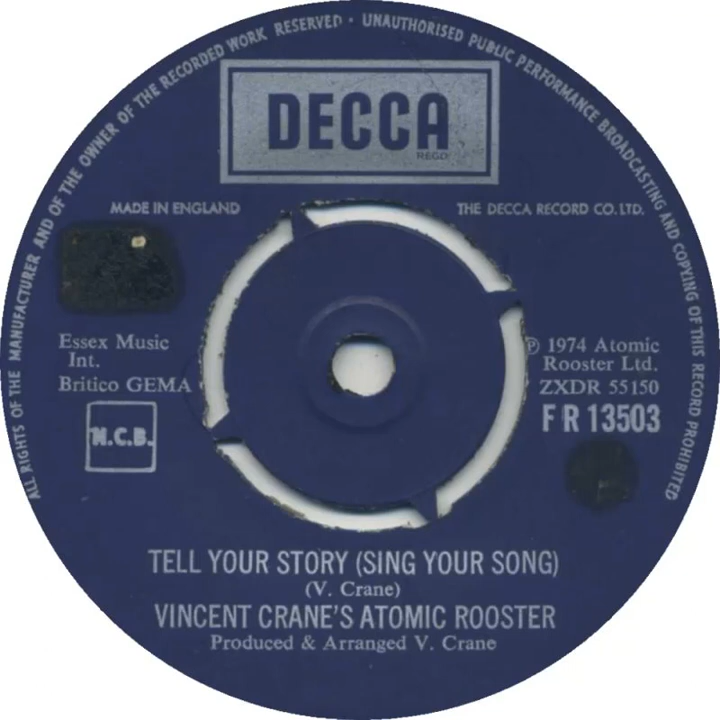 ALL RIGHTS OF THE MANUFACTURER AND OF THE OWNER OF THE RECORDED WORK RESERVED · UNAUTHORISED PUBLIC PERFORMANCE BROADCASTING AND COPYING OF THIS RECORD PROHIBITED
DECCA
REGD
MADE IN ENGLAND
THE DECCA RECORD CO. LTD.
Essex Music
Int.
Britico GEMA
N.C.B.
℗ 1974 Atomic
Rooster Ltd.
ZXDR 55150
FR 13503
TELL YOUR STORY (SING YOUR SONG)
(V. Crane)
VINCENT CRANE'S ATOMIC ROOSTER
Produced & Arranged V. Crane